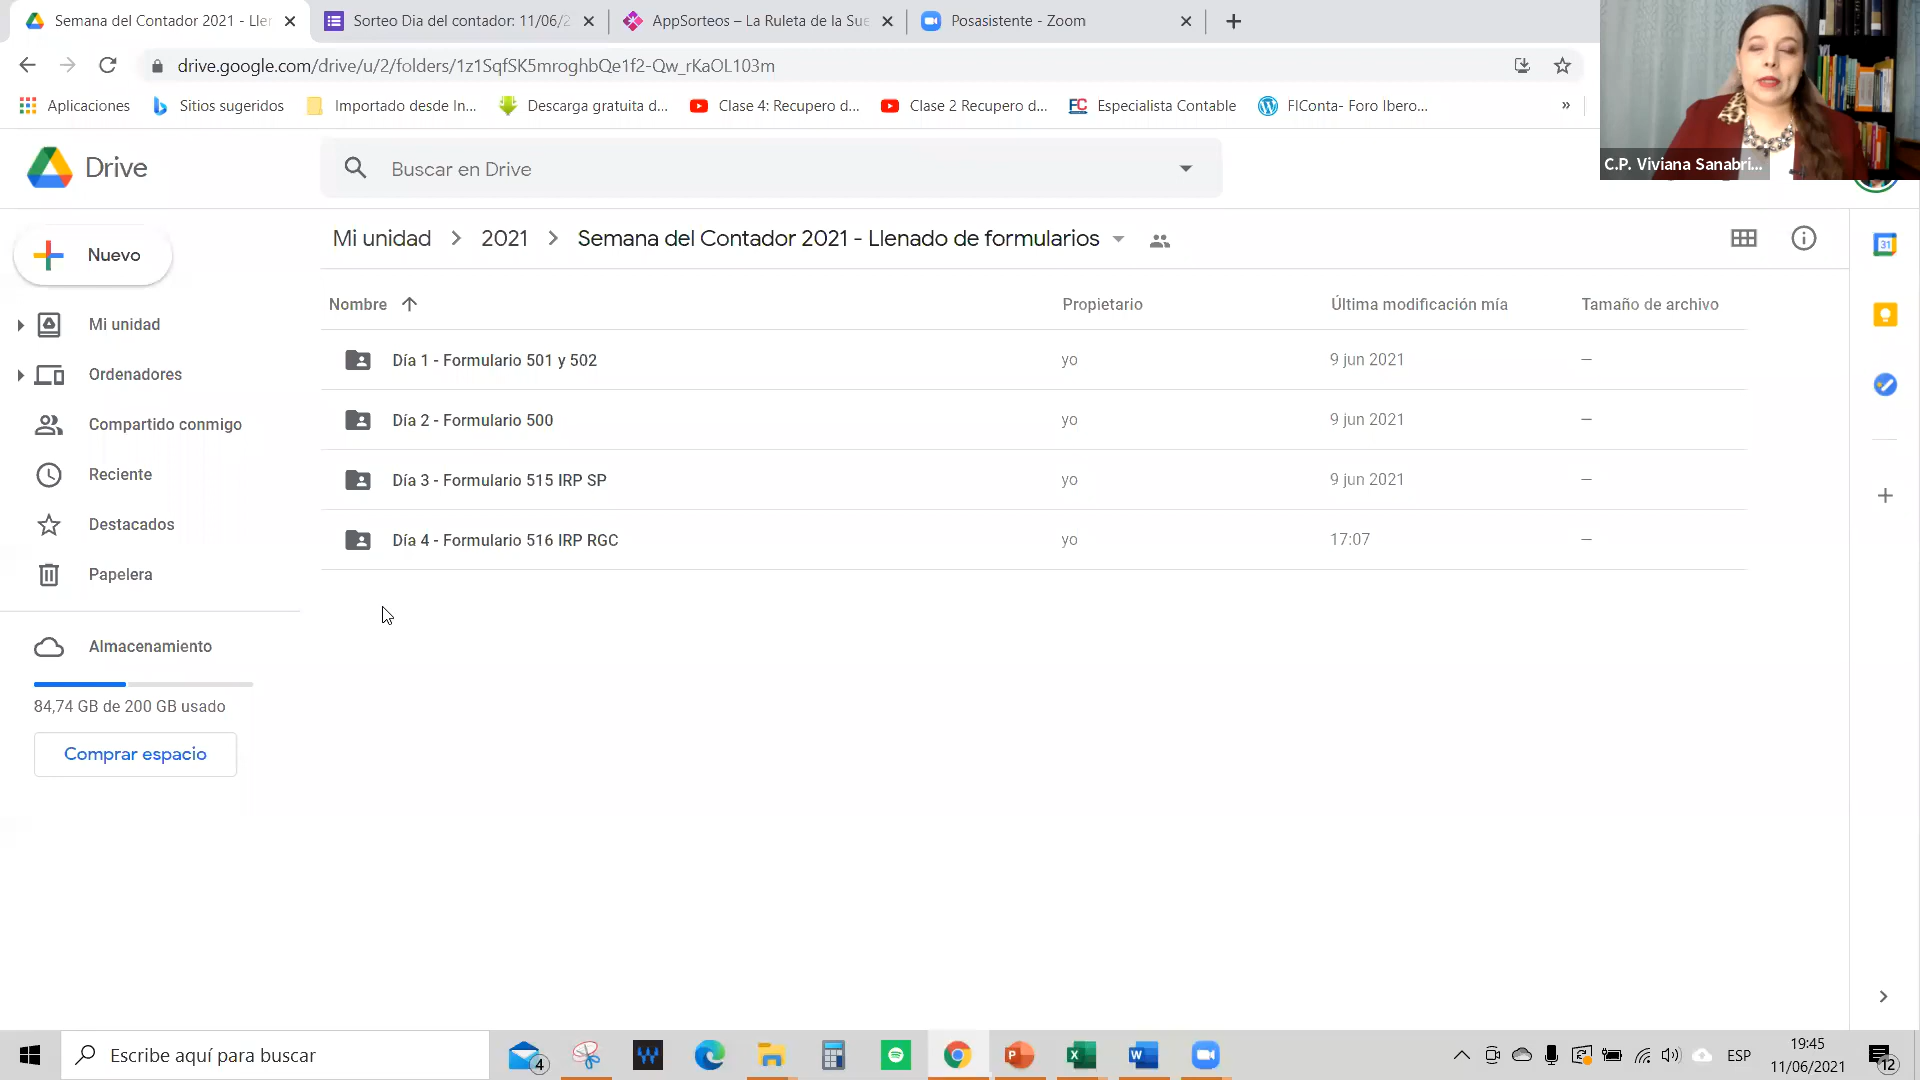 Semana del Contador 2021 - Ller
Sorteo Dia del contador: 11/06/2
AppSorteos – La Ruleta de la Sue
Posasistente - Zoom
drive.google.com/drive/u/2/folders/1z1SqfSK5mroghbQe1f2-Qw_rKaOL103m
Aplicaciones
Sitios sugeridos
Importado desde In...
Descarga gratuita d...
Clase 4: Recupero d...
Clase 2 Recupero d...
FC
Especialista Contable
FIConta- Foro Ibero...
»
C.P. Viviana Sanabri...
Drive
Buscar en Drive
Nuevo
Mi unidad
2021
Semana del Contador 2021 - Llenado de formularios
31
Nombre
Propietario
Última modificación mía
Tamaño de archivo
Mi unidad
Ordenadores
Compartido conmigo
Reciente
Destacados
Papelera
Día 1 - Formulario 501 y 502
yo
9 jun 2021
—
Día 2 - Formulario 500
yo
9 jun 2021
—
Día 3 - Formulario 515 IRP SP
yo
9 jun 2021
—
Día 4 - Formulario 516 IRP RGC
yo
17:07
—
Almacenamiento
84,74 GB de 200 GB usado
Comprar espacio
Escribe aquí para buscar
4
ESP
19:45
11/06/2021
12